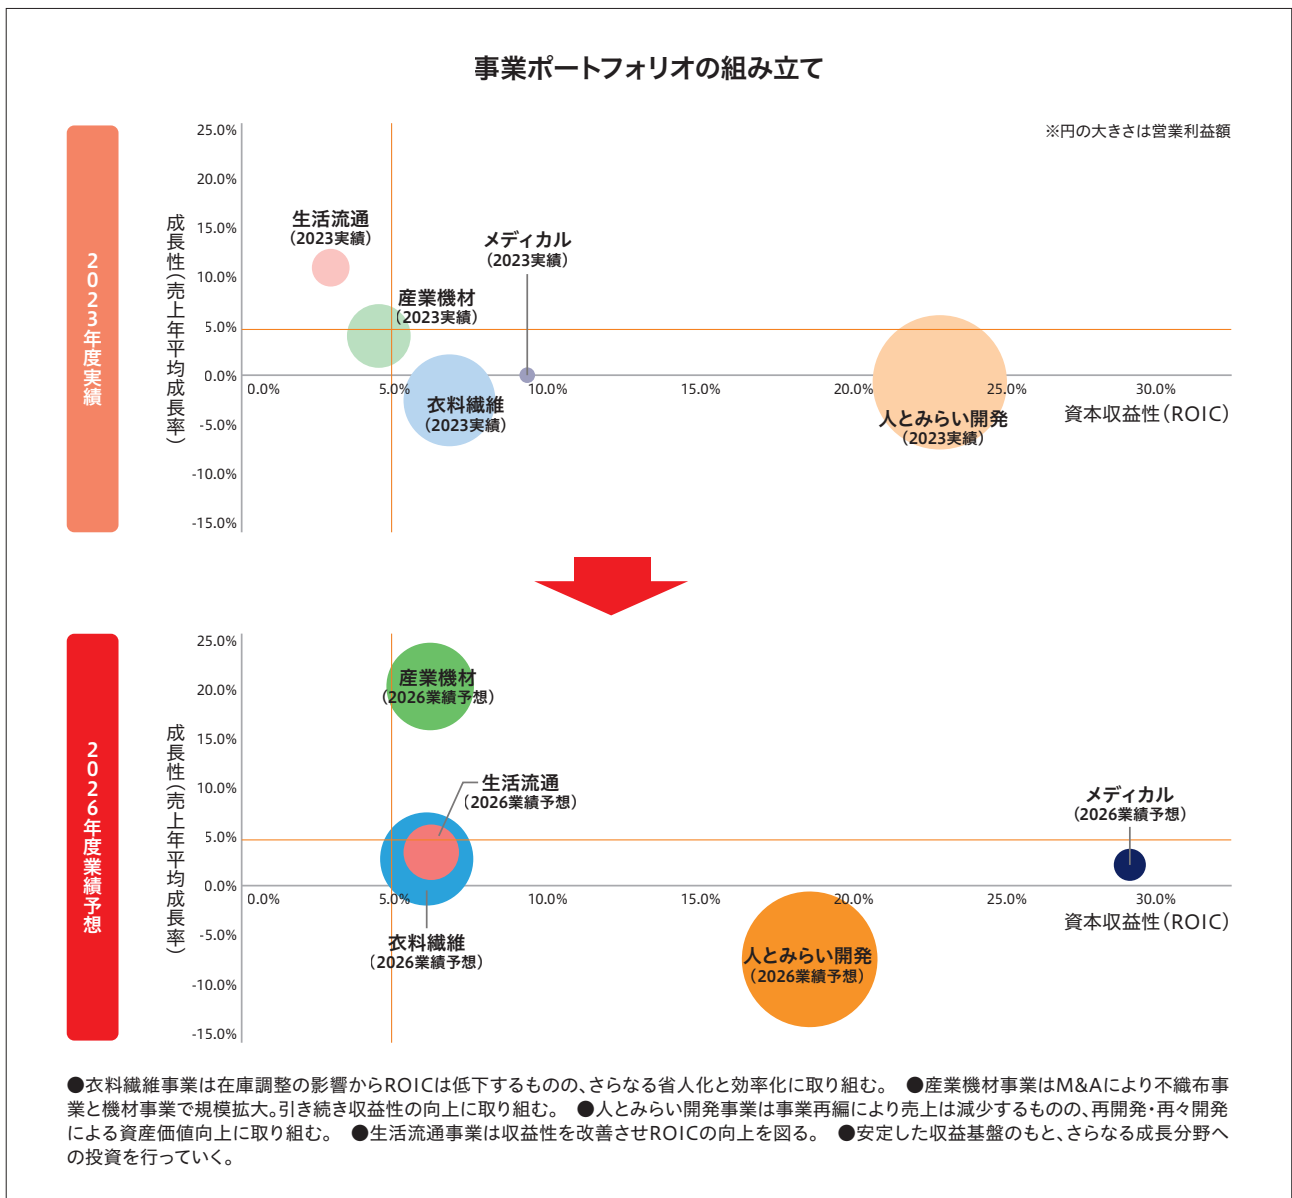 事業ポートフォリオの組み立て
※円の大きさは営業利益額
2023年度実績
成長性（売上年平均成長率）
25.0%
20.0%
15.0%
10.0%
5.0%
0.0%
-5.0%
-10.0%
-15.0%
生活流通
（2023実績）
メディカル
（2023実績）
産業機材
（2023実績）
衣料繊維
（2023実績）
人とみらい開発
（2023実績）
0.0%
5.0%
10.0%
15.0%
20.0%
25.0%
30.0%
資本収益性（ROIC）
2026年度業績予想
成長性（売上年平均成長率）
25.0%
20.0%
15.0%
10.0%
5.0%
0.0%
-5.0%
-10.0%
-15.0%
産業機材
（2026業績予想）
生活流通
（2026業績予想）
メディカル
（2026業績予想）
衣料繊維
（2026業績予想）
人とみらい開発
（2026業績予想）
0.0%
5.0%
10.0%
15.0%
20.0%
25.0%
30.0%
資本収益性（ROIC）
●衣料繊維事業は在庫調整の影響からROICは低下するものの、さらなる省人化と効率化に取り組む。 ●産業機材事業はM&Aにより不織布事
業と機材事業で規模拡大。引き続き収益性の向上に取り組む。 ●人とみらい開発事業は事業再編により売上は減少するものの、再開発・再々開発
による資産価値向上に取り組む。 ●生活流通事業は収益性を改善させROICの向上を図る。 ●安定した収益基盤のもと、さらなる成長分野へ
の投資を行っていく。